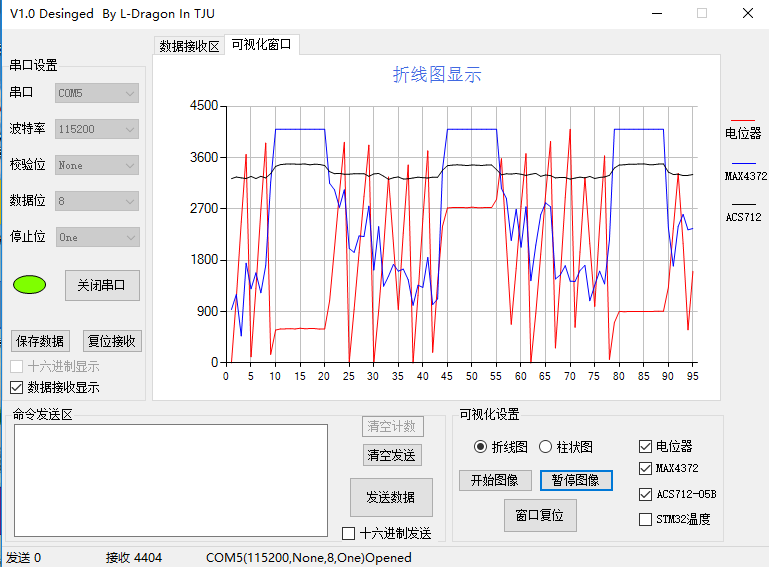 V1.0 Desinged  By L-Dragon In TJU
数据接收区 可视化窗口
串口设置
串口 COM5
波特率 115200
校验位 None
数据位 8
停止位 One
关闭串口
保存数据 复位接收
十六进制显示
数据接收显示
折线图显示
4500
3600
2700
1800
900
0
0 5 10 15 20 25 30 35 40 45 50 55 60 65 70 75 80 85 90 95
电位器
MAX4372
ACS712
命令发送区
清空计数
清空发送
发送数据
十六进制发送
可视化设置
折线图 柱状图
开始图像 暂停图像
窗口复位
电位器
MAX4372
ACS712-05B
STM32温度
发送 0 接收 4404 COM5(115200,None,8,One)Opened